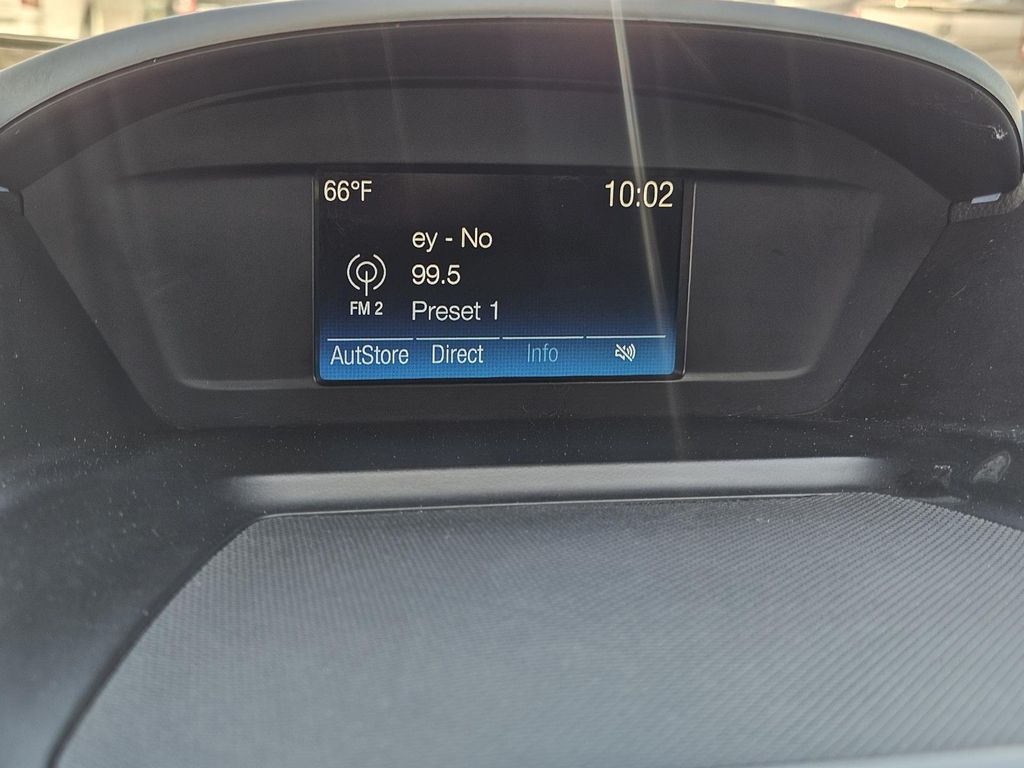 66°F 10:02
ey - No
99.5
FM 2
Preset 1
AutStore Direct Info